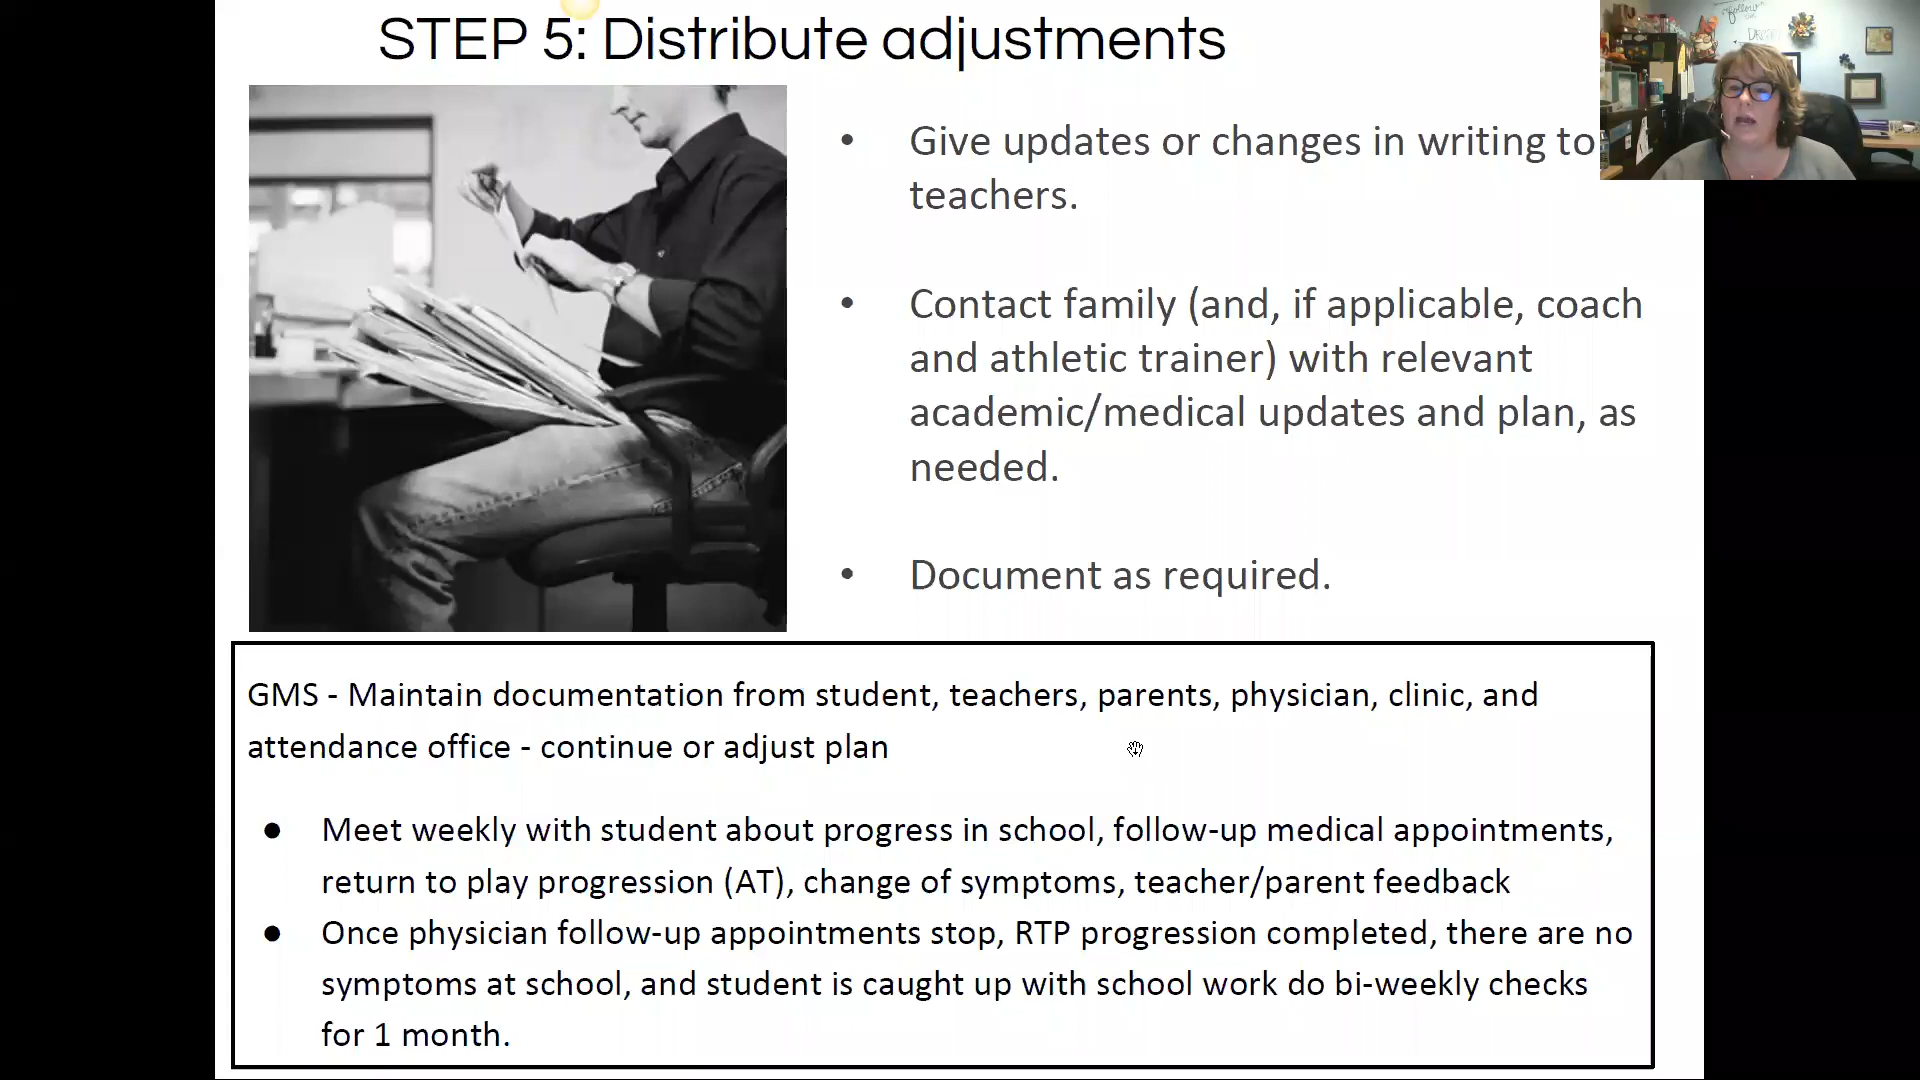 STEP 5: Distribute adjustments
follow
• Give updates or changes in writing to
teachers.
• Contact family (and, if applicable, coach
and athletic trainer) with relevant
academic/medical updates and plan, as
needed.
• Document as required.
GMS - Maintain documentation from student, teachers, parents, physician, clinic, and
attendance office - continue or adjust plan
● Meet weekly with student about progress in school, follow-up medical appointments,
return to play progression (AT), change of symptoms, teacher/parent feedback
● Once physician follow-up appointments stop, RTP progression completed, there are no
symptoms at school, and student is caught up with school work do bi-weekly checks
for 1 month.